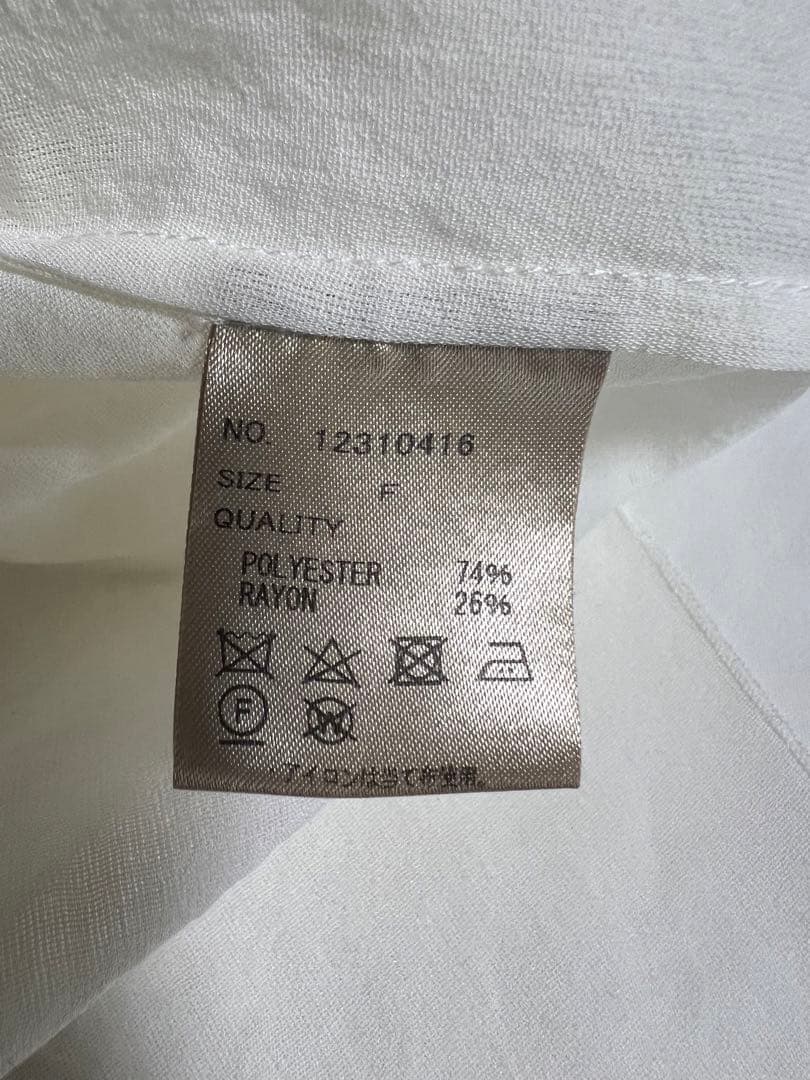 NO. 12310416
SIZE F
QUALITY
POLYESTER 74%
RAYON 26%
F
W
・アイロンは当て布使用。